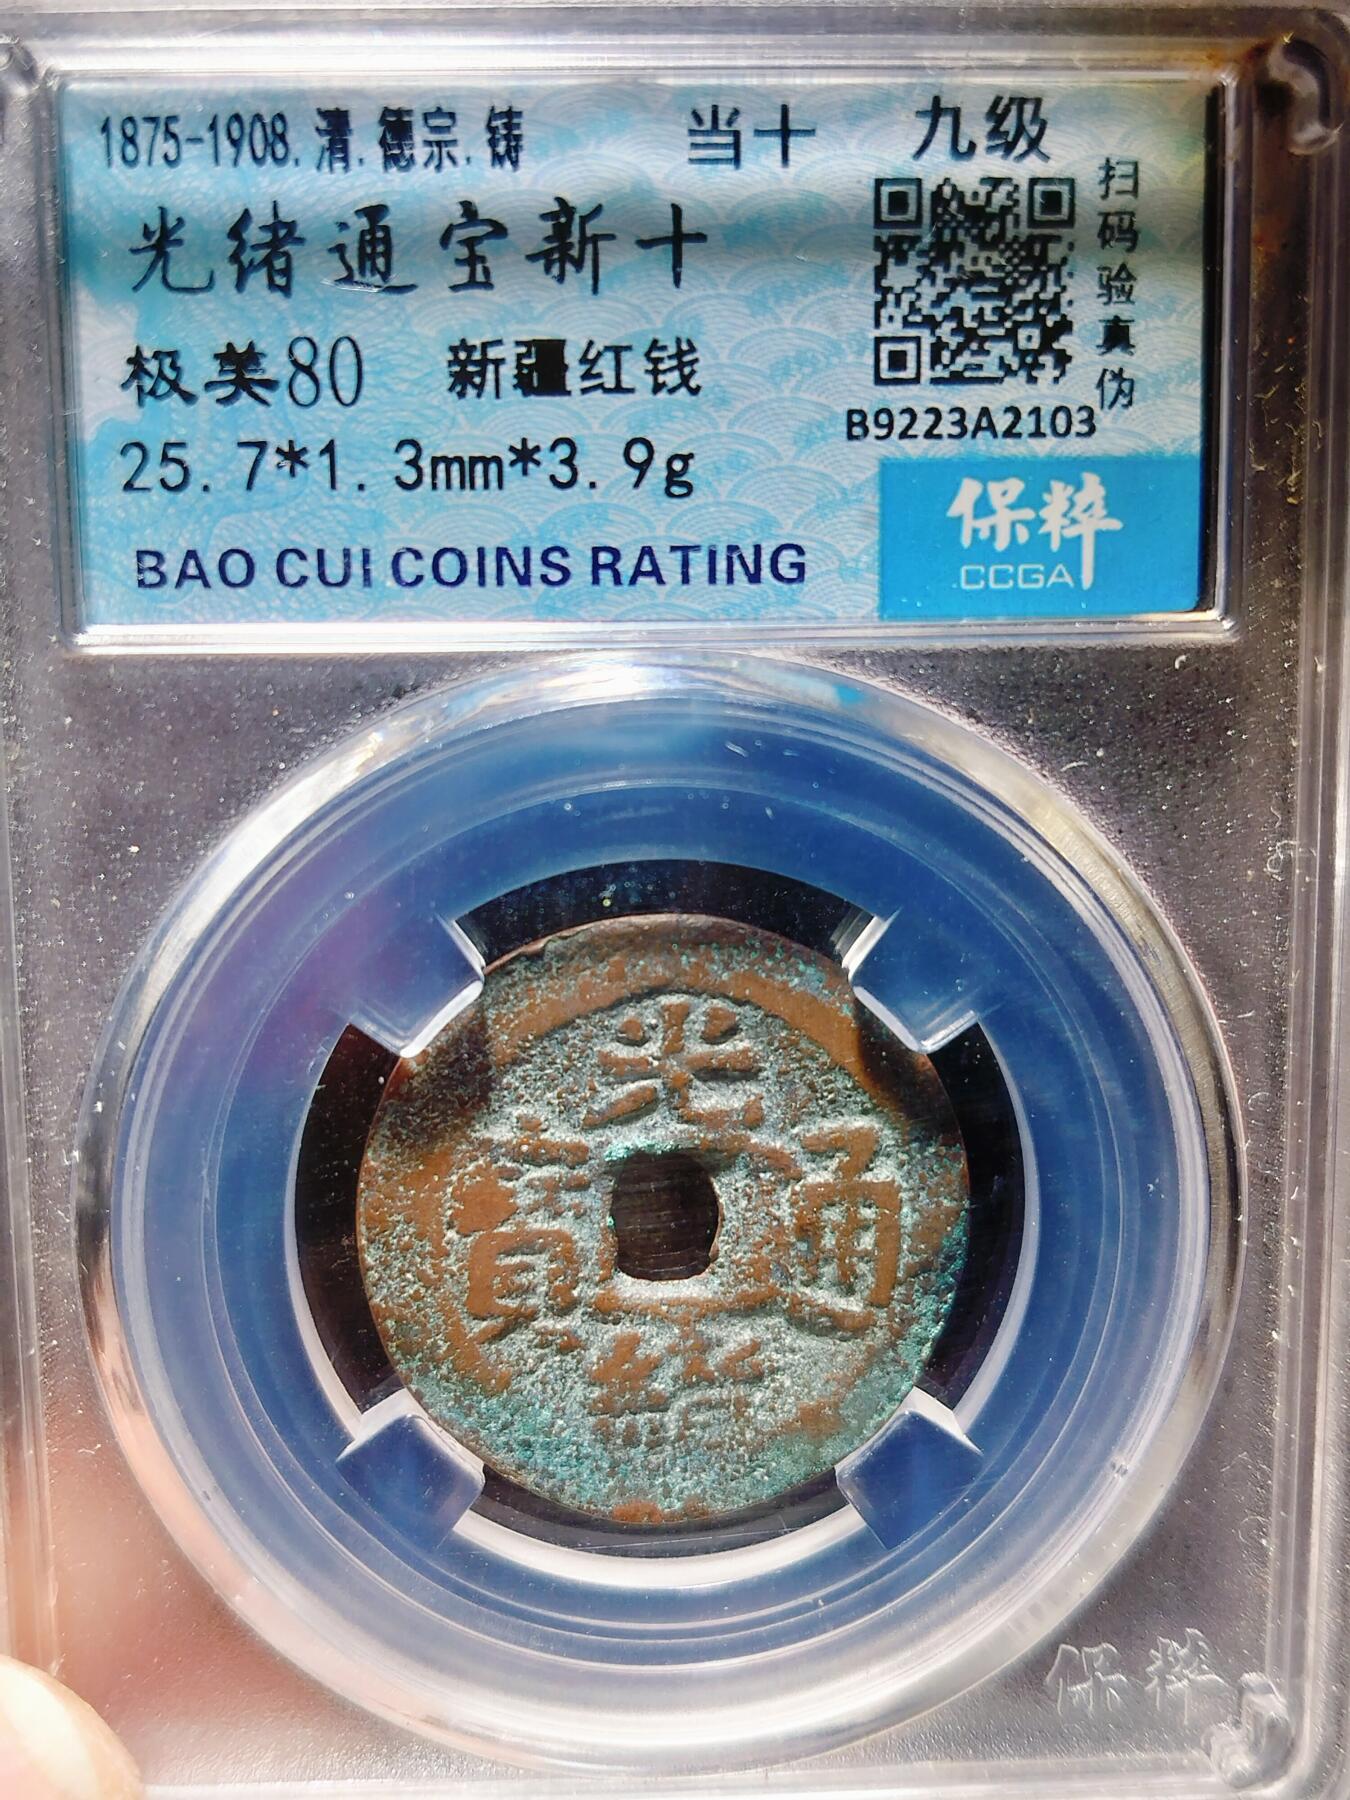 1875-1908.清.德宗.铸 当十 九级
光绪通宝新十
扫码验真伪
极美80 新疆红钱
B9223A2103
25.7*1.3mm*3.9g
保粹
.CCGA
BAO CUI COINS RATING
光
寶 通
緒
保粹